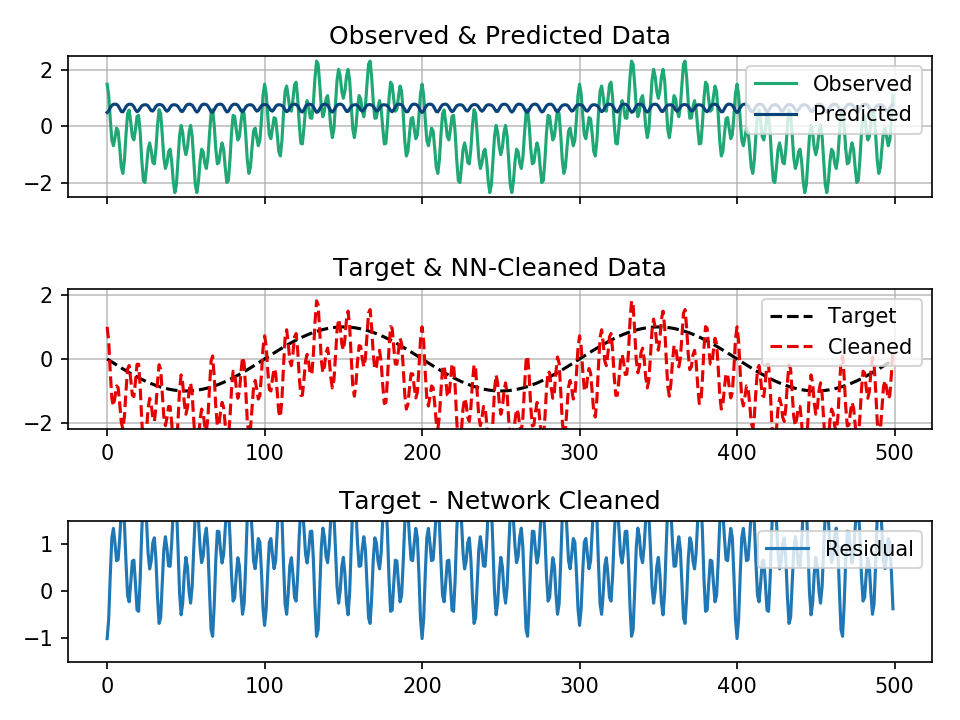 Observed & Predicted Data
2
0
−2
Observed
Predicted
Target & NN-Cleaned Data
2
0
−2
Target
Cleaned
0 100 200 300 400 500
Target - Network Cleaned
1
0
−1
Residual
0 100 200 300 400 500